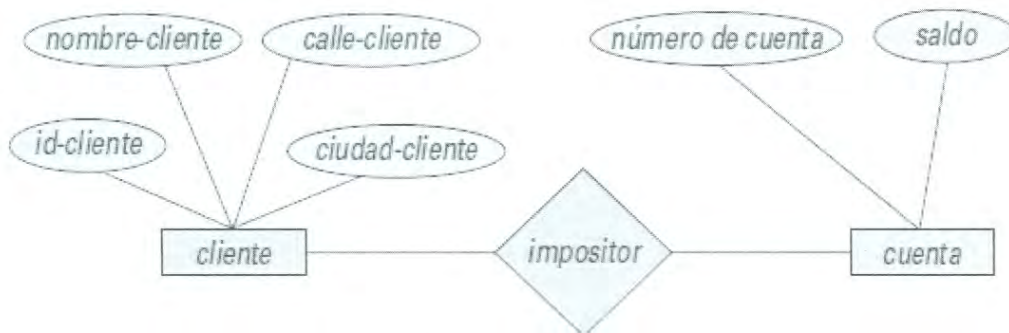 nombre-cliente
calle-cliente
número de cuenta
saldo
id-cliente
ciudad-cliente
cliente
impositor
cuenta